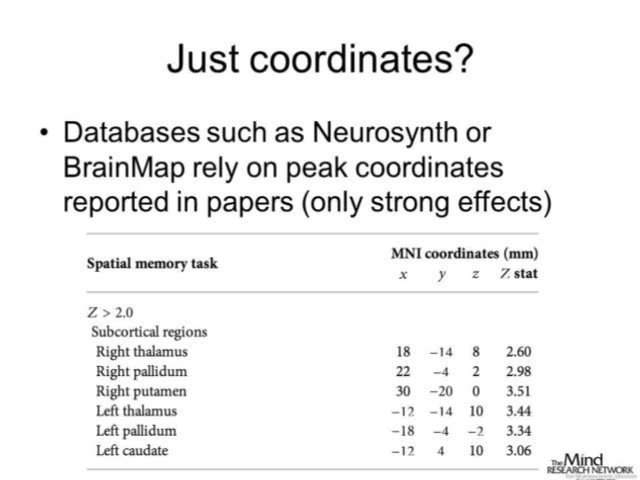 Just coordinates?
• Databases such as Neurosynth or
BrainMap rely on peak coordinates
reported in papers (only strong effects)
MNI coordinates (mm)
Spatial memory task
x y z Z stat
Z > 2.0
Subcortical regions
Right thalamus 18 −14 8 2.60
Right pallidum 22 −4 2 2.98
Right putamen 30 −20 0 3.51
Left thalamus −12 −14 10 3.44
Left pallidum −18 −4 −2 3.34
Left caudate −12 4 10 3.06
The Mind
RESEARCH NETWORK